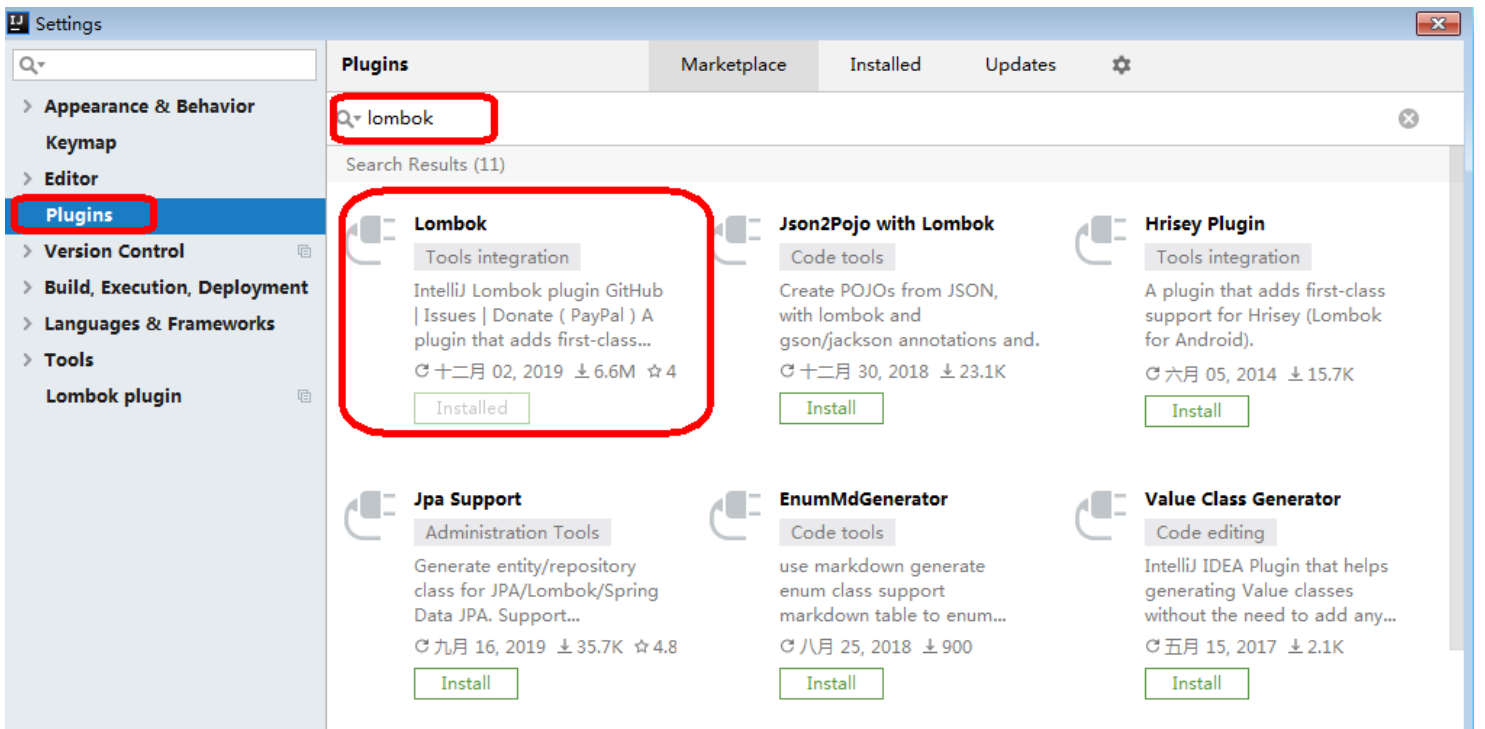 Settings
Plugins
Marketplace
Installed
Updates
Appearance & Behavior
Keymap
Editor
Plugins
Version Control
Build, Execution, Deployment
Languages & Frameworks
Tools
Lombok plugin
lombok
Search Results (11)
Lombok
Tools integration
IntelliJ Lombok plugin GitHub
| Issues | Donate ( PayPal ) A
plugin that adds first-class...
十二月 02, 2019 6.6M 4
Installed
Json2Pojo with Lombok
Code tools
Create POJOs from JSON,
with lombok and
gson/jackson annotations and.
十二月 30, 2018 23.1K
Install
Hrisey Plugin
Tools integration
A plugin that adds first-class
support for Hrisey (Lombok
for Android).
六月 05, 2014 15.7K
Install
Jpa Support
Administration Tools
Generate entity/repository
class for JPA/Lombok/Spring
Data JPA. Support...
九月 16, 2019 35.7K 4.8
Install
EnumMdGenerator
Code tools
use markdown generate
enum class support
markdown table to enum...
八月 25, 2018 900
Install
Value Class Generator
Code editing
IntelliJ IDEA Plugin that helps
generating Value classes
without the need to add any...
五月 15, 2017 2.1K
Install